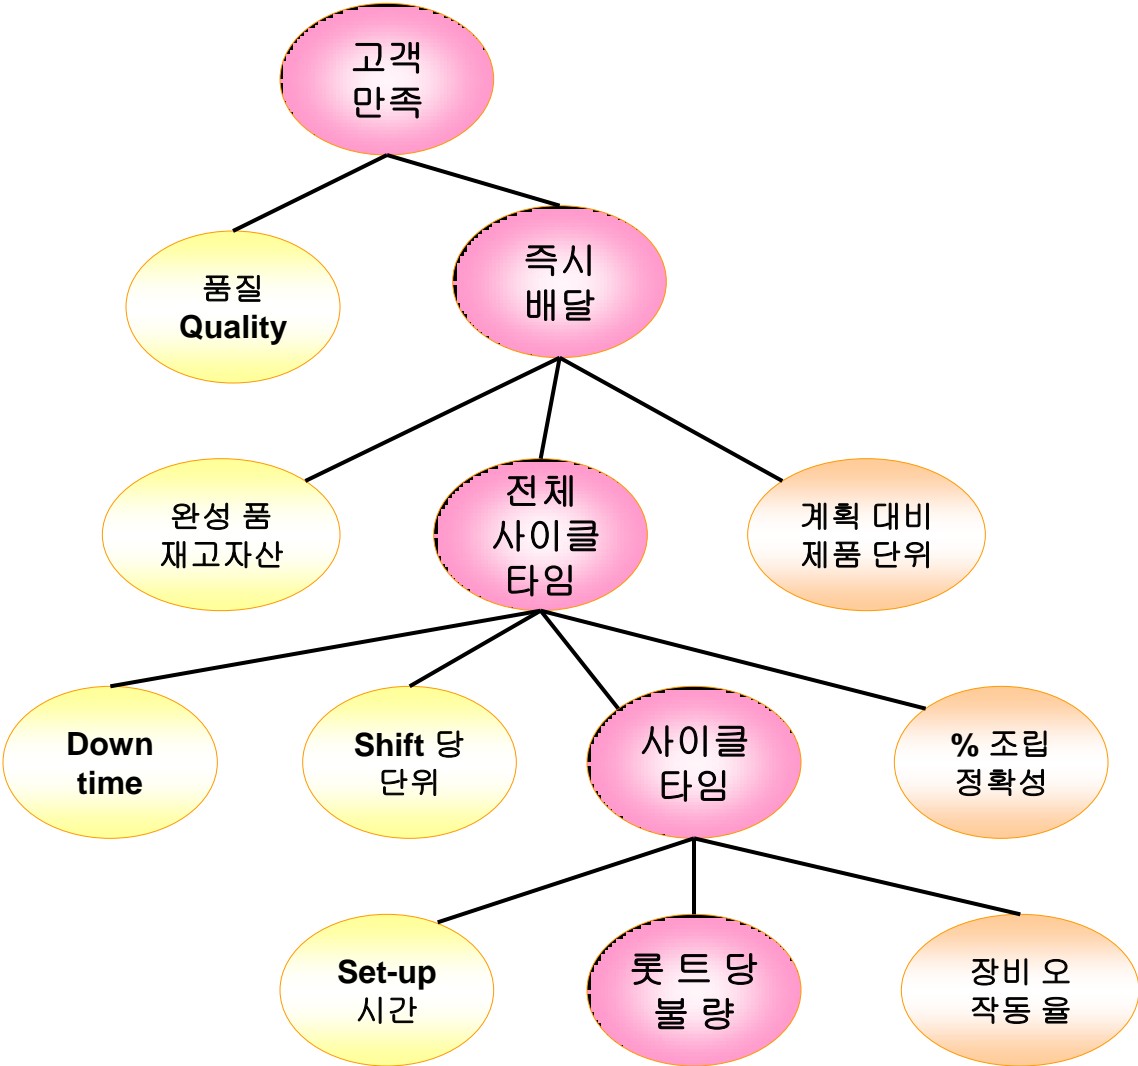 고객
만족
즉시
배달
품질
Quality
완성 품
재고자산
전체
사이클
타임
계획 대비
제품 단위
Down
time
Shift 당
단위
사이클
타임
% 조립
정확성
Set-up
시간
롯 트 당
불 량
장비 오
작동 율